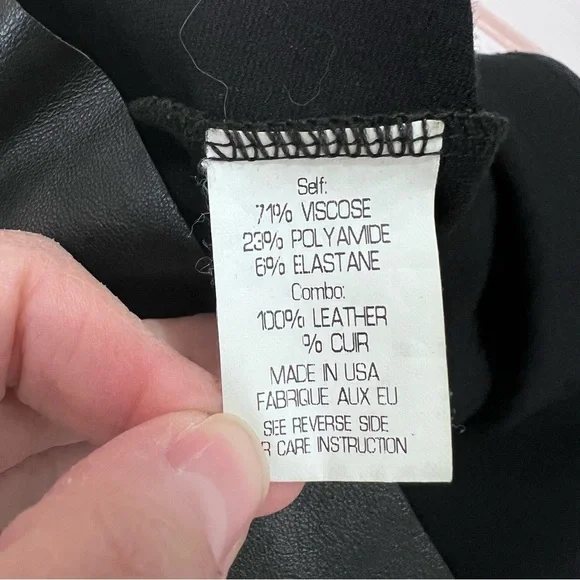 Self:
71% VISCOSE
23% POLYAMIDE
6% ELASTANE
Combo:
100% LEATHER
% CUIR
MADE IN USA
FABRIQUE AUX EU
SEE REVERSE SIDE
R CARE INSTRUCTION